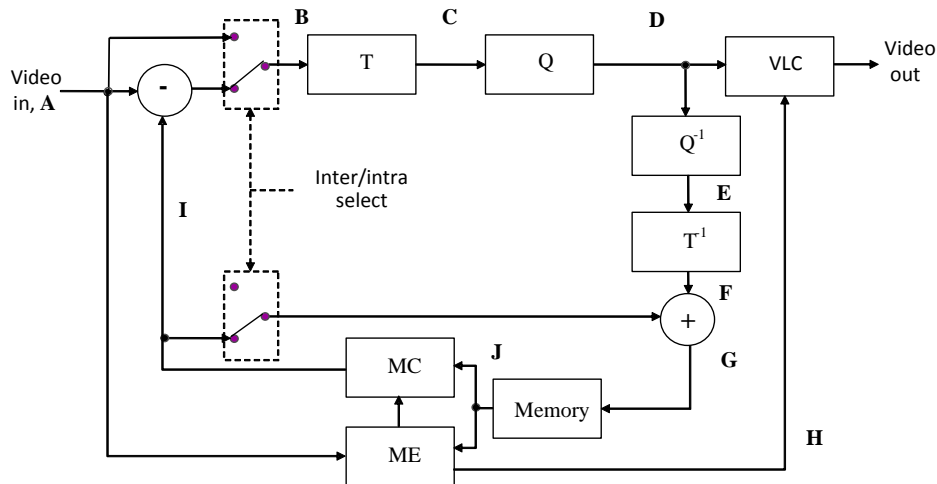 B
C
D
T
Q
VLC
Video
out
Video
in, A
-
Q-1
Inter/intra
select
E
I
T-1
F
+
G
J
MC
Memory
H
ME